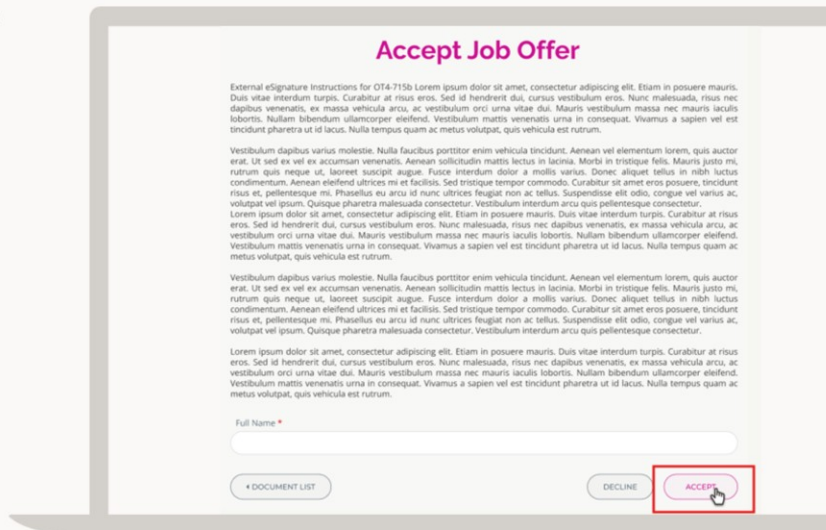 Accept Job Offer
External eSignature Instructions for OT4-715b Lorem ipsum dolor sit amet, consectetur adipiscing elit. Etiam in posuere mauris.
Duis vitae interdum turpis. Curabitur at risus eros. Sed id hendrerit dui, cursus vestibulum eros. Nunc malesuada, risus nec
dapibus venenatis, ex massa vehicula arcu, ac vestibulum orci urna vitae dui. Mauris vestibulum massa nec mauris iaculis
lobortis. Nullam bibendum ullamcorper eleifend. Vestibulum mattis venenatis urna in consequat. Vivamus a sapien vel est
tincidunt pharetra ut id lacus. Nulla tempus quam ac metus volutpat, quis vehicula est rutrum.
Vestibulum dapibus varius molestie. Nulla faucibus porttitor enim vehicula tincidunt. Aenean vel elementum lorem, quis auctor
erat. Ut sed ex vel ex accumsan venenatis. Aenean sollicitudin mattis lectus in lacinia. Morbi in tristique felis. Mauris justo mi,
rutrum quis neque ut, laoreet suscipit augue. Fusce interdum dolor a mollis varius. Donec aliquet tellus in nibh luctus
condimentum. Aenean eleifend ultrices mi et facilisis. Sed tristique tempor commodo. Curabitur sit amet eros posuere, tincidunt
risus et, pellentesque mi. Phasellus eu arcu id nunc ultrices feugiat non ac tellus. Suspendisse elit odio, congue vel varius ac,
volutpat vel ipsum. Quisque pharetra malesuada consectetur. Vestibulum interdum arcu quis pellentesque consectetur.
Lorem ipsum dolor sit amet, consectetur adipiscing elit. Etiam in posuere mauris. Duis vitae interdum turpis. Curabitur at risus
eros. Sed id hendrerit dui, cursus vestibulum eros. Nunc malesuada, risus nec dapibus venenatis, ex massa vehicula arcu, ac
vestibulum orci urna vitae dui. Mauris vestibulum massa nec mauris iaculis lobortis. Nullam bibendum ullamcorper eleifend.
Vestibulum mattis venenatis urna in consequat. Vivamus a sapien vel est tincidunt pharetra ut id lacus. Nulla tempus quam ac
metus volutpat, quis vehicula est rutrum.
Vestibulum dapibus varius molestie. Nulla faucibus porttitor enim vehicula tincidunt. Aenean vel elementum lorem, quis auctor
erat. Ut sed ex vel ex accumsan venenatis. Aenean sollicitudin mattis lectus in lacinia. Morbi in tristique felis. Mauris justo mi,
rutrum quis neque ut, laoreet suscipit augue. Fusce interdum dolor a mollis varius. Donec aliquet tellus in nibh luctus
condimentum. Aenean eleifend ultrices mi et facilisis. Sed tristique tempor commodo. Curabitur sit amet eros posuere, tincidunt
risus et, pellentesque mi. Phasellus eu arcu id nunc ultrices feugiat non ac tellus. Suspendisse elit odio, congue vel varius ac,
volutpat vel ipsum. Quisque pharetra malesuada consectetur. Vestibulum interdum arcu quis pellentesque consectetur.
Lorem ipsum dolor sit amet, consectetur adipiscing elit. Etiam in posuere mauris. Duis vitae interdum turpis. Curabitur at risus
eros. Sed id hendrerit dui, cursus vestibulum eros. Nunc malesuada, risus nec dapibus venenatis, ex massa vehicula arcu, ac
vestibulum orci urna vitae dui. Mauris vestibulum massa nec mauris iaculis lobortis. Nullam bibendum ullamcorper eleifend.
Vestibulum mattis venenatis urna in consequat. Vivamus a sapien vel est tincidunt pharetra ut id lacus. Nulla tempus quam ac
metus volutpat, quis vehicula est rutrum.
Full Name *
DOCUMENT LIST DECLINE ACCEPT